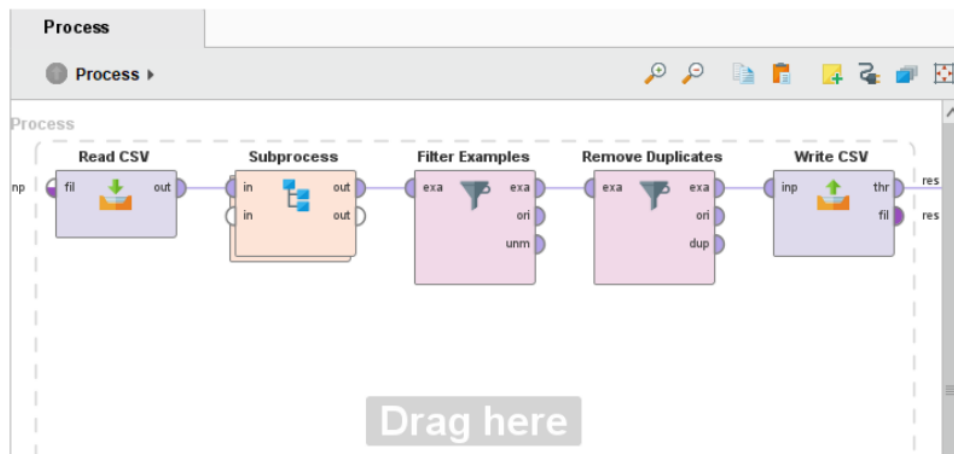 Process
Process
Process
Read CSV Subprocess Filter Examples Remove Duplicates Write CSV
np fil out in out exa exa exa exa inp thr res
in out ori ori fil res
unm dup
Drag here